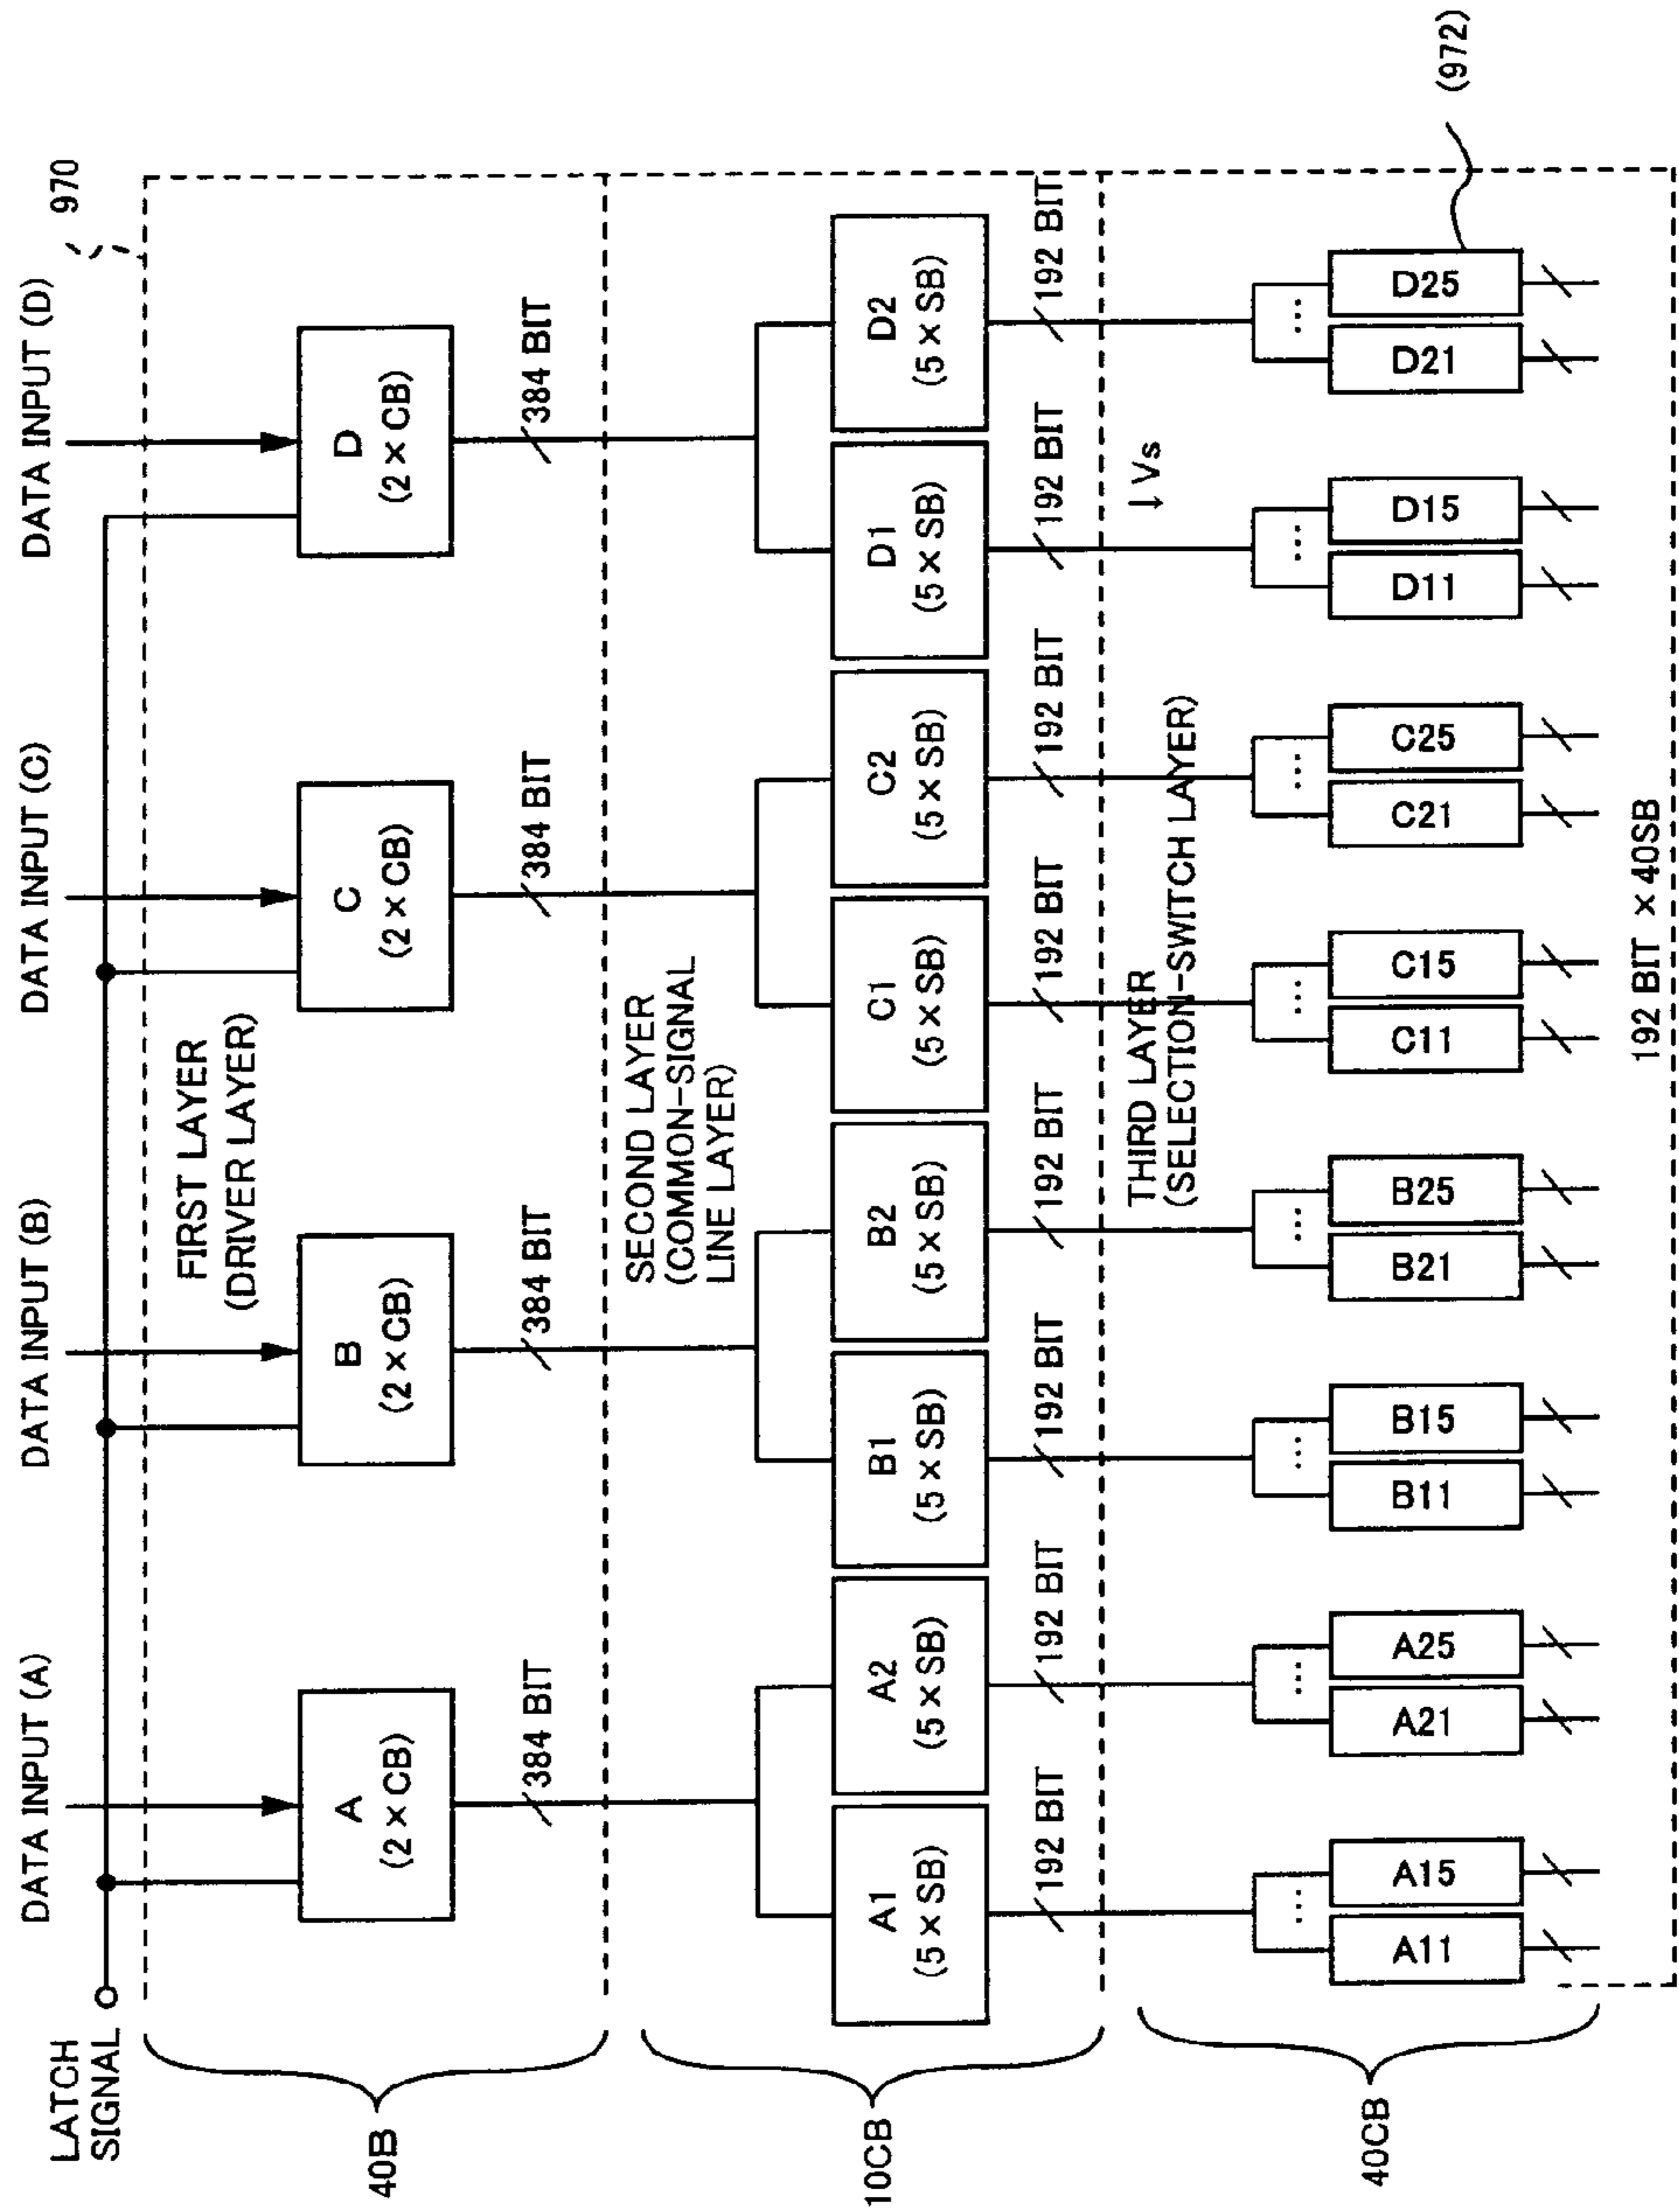 LATCH
SIGNAL
DATA INPUT (A)
DATA INPUT (B)
DATA INPUT (C)
DATA INPUT (D)
970
40B
FIRST LAYER
(DRIVER LAYER)
A
(2 × CB)
B
(2 × CB)
C
(2 × CB)
D
(2 × CB)
384 BIT
384 BIT
384 BIT
384 BIT
10CB
SECOND LAYER
(COMMON-SIGNAL
LINE LAYER)
A1
(5 × SB)
A2
(5 × SB)
B1
(5 × SB)
B2
(5 × SB)
C1
(5 × SB)
C2
(5 × SB)
D1
(5 × SB)
D2
(5 × SB)
192 BIT
192 BIT
192 BIT
192 BIT
192 BIT
192 BIT
192 BIT
192 BIT
40CB
THIRD LAYER
(SELECTION-SWITCH LAYER)
↓ Vs
A11
...
A15
A21
...
A25
B11
...
B15
B21
...
B25
C11
...
C15
C21
...
C25
D11
...
D15
D21
...
D25
(972)
192 BIT × 40SB